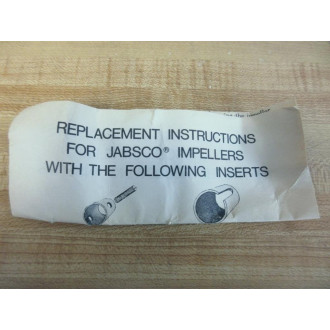 REPLACEMENT INSTRUCTIONS
FOR JABSCO® IMPELLERS
WITH THE FOLLOWING INSERTS